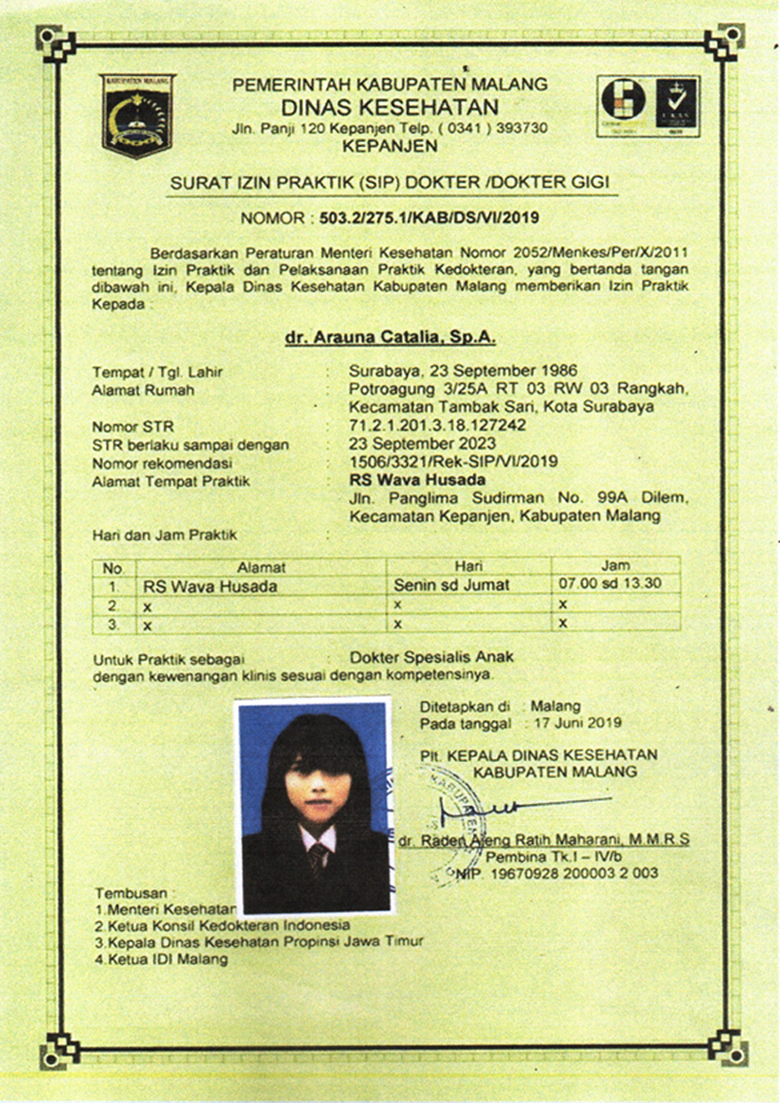 KABUPATEN MALANG
PEMERINTAH KABUPATEN MALANG
DINAS KESEHATAN
Jln. Panji 120 Kepanjen Telp. ( 0341 ) 393730
KEPANJEN
UKAS
SURAT IZIN PRAKTIK (SIP) DOKTER /DOKTER GIGI
NOMOR : 503.2/275.1/KAB/DS/VI/2019
Berdasarkan Peraturan Menteri Kesehatan Nomor 2052/Menkes/Per/X/2011
tentang Izin Praktik dan Pelaksanaan Praktik Kedokteran, yang bertanda tangan
dibawah ini, Kepala Dinas Kesehatan Kabupaten Malang memberikan Izin Praktik
Kepada :
dr. Arauna Catalia, Sp.A.
Tempat / Tgl. Lahir : Surabaya, 23 September 1986
Alamat Rumah : Potroagung 3/25A RT 03 RW 03 Rangkah,
Kecamatan Tambak Sari, Kota Surabaya
Nomor STR : 71.2.1.201.3.18.127242
STR berlaku sampai dengan : 23 September 2023
Nomor rekomendasi : 1506/3321/Rek-SIP/VI/2019
Alamat Tempat Praktik : RS Wava Husada
Jln. Panglima Sudirman No. 99A Dilem,
Kecamatan Kepanjen, Kabupaten Malang
Hari dan Jam Praktik :
No Alamat Hari Jam
1. RS Wava Husada Senin sd Jumat 07.00 sd 13.30
2. x x x
3. x x x
Untuk Praktik sebagai : Dokter Spesialis Anak
dengan kewenangan klinis sesuai dengan kompetensinya.
Ditetapkan di : Malang
Pada tanggal : 17 Juni 2019
Plt. KEPALA DINAS KESEHATAN
KABUPATEN MALANG
KABUPATEN
dr. Raden Ajeng Ratih Maharani, M.M.R.S
Pembina Tk.I – IV/b
NIP. 19670928 200003 2 003
Tembusan :
1.Menteri Kesehatan
2.Ketua Konsil Kedokteran Indonesia
3.Kepala Dinas Kesehatan Propinsi Jawa Timur
4.Ketua IDI Malang